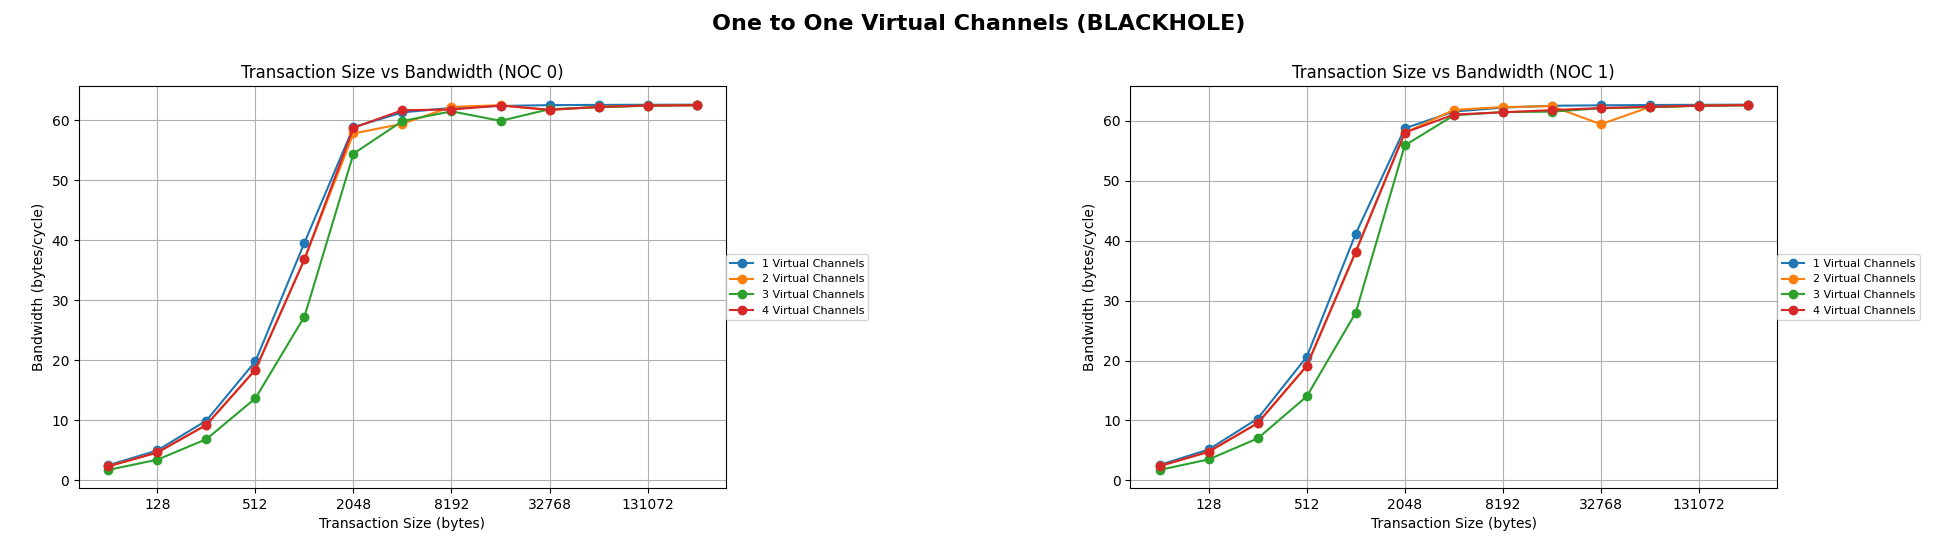 One to One Virtual Channels (BLACKHOLE)
Transaction Size vs Bandwidth (NOC 0)
Bandwidth (bytes/cycle)
60
50
40
30
20
10
0
128 512 2048 8192 32768 131072
Transaction Size (bytes)
1 Virtual Channels
2 Virtual Channels
3 Virtual Channels
4 Virtual Channels
Transaction Size vs Bandwidth (NOC 1)
Bandwidth (bytes/cycle)
60
50
40
30
20
10
0
128 512 2048 8192 32768 131072
Transaction Size (bytes)
1 Virtual Channels
2 Virtual Channels
3 Virtual Channels
4 Virtual Channels